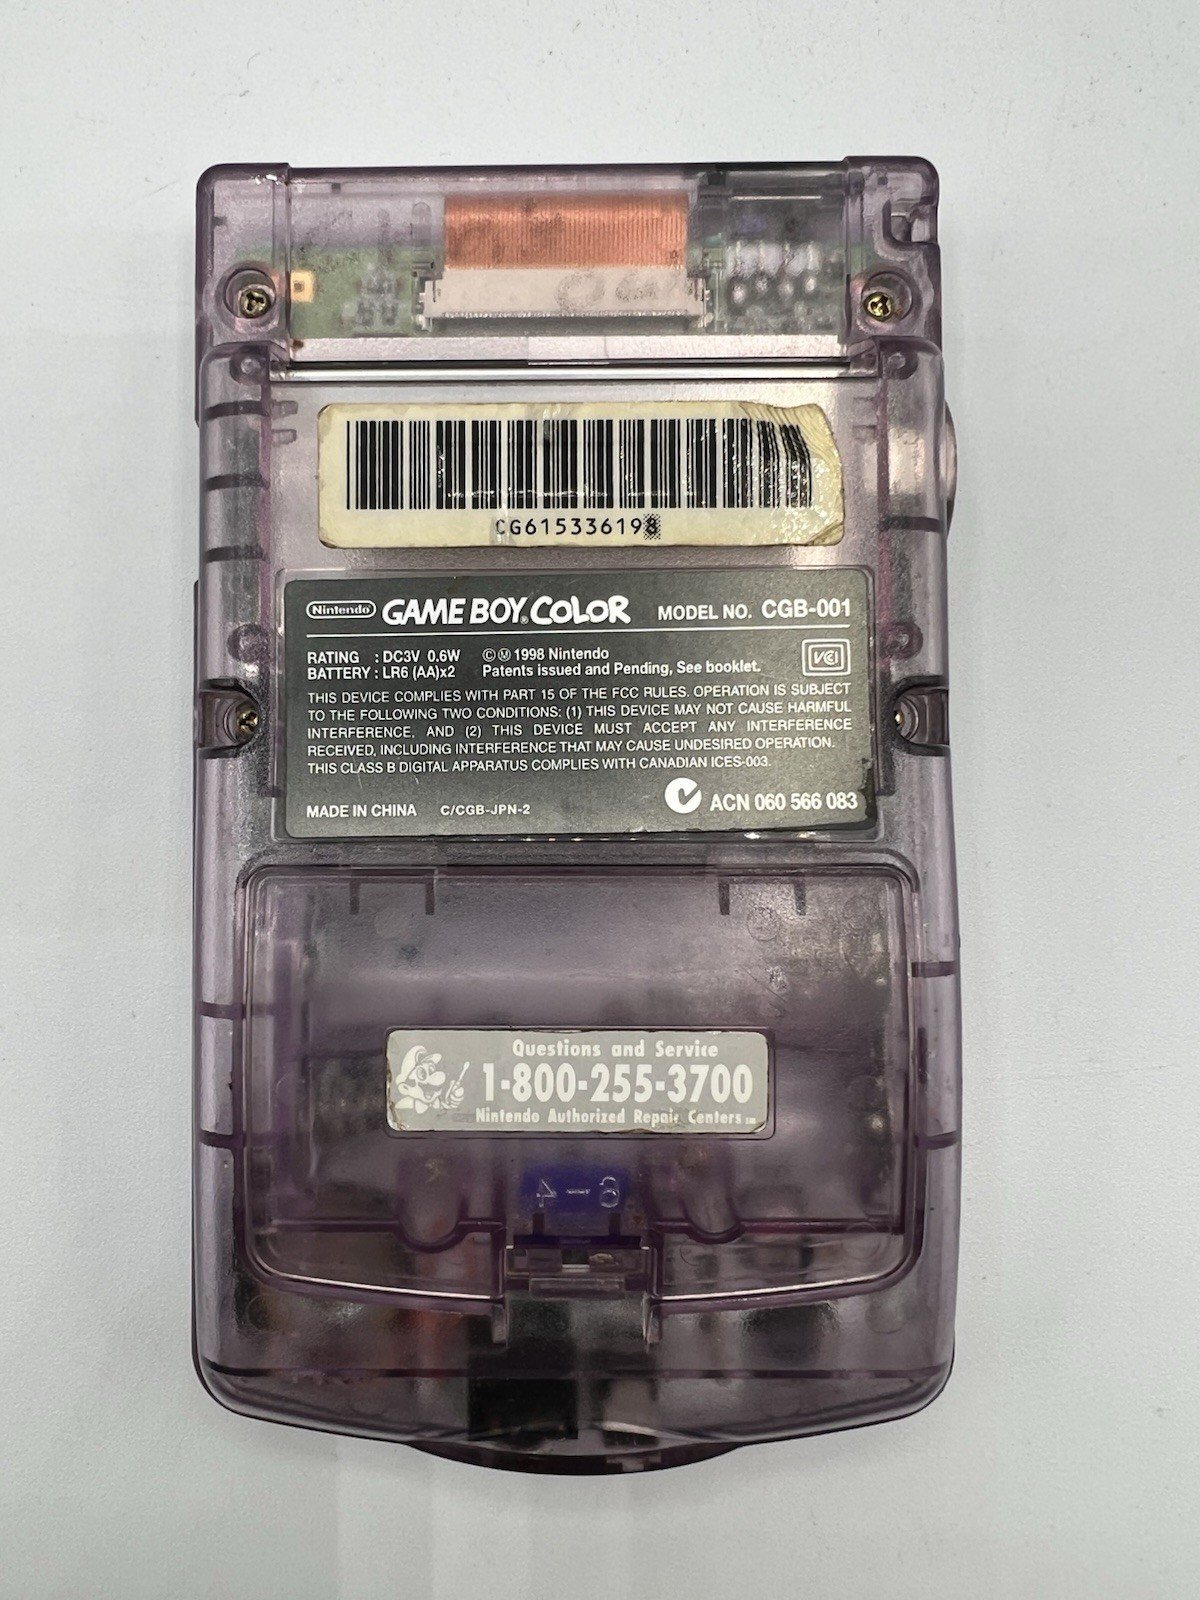 CG615336198
Nintendo GAME BOY COLOR MODEL NO. CGB-001
RATING : DC3V 0.6W © Ⓜ 1998 Nintendo
BATTERY : LR6 (AA)x2 Patents issued and Pending, See booklet.
VCI
THIS DEVICE COMPLIES WITH PART 15 OF THE FCC RULES. OPERATION IS SUBJECT
TO THE FOLLOWING TWO CONDITIONS: (1) THIS DEVICE MAY NOT CAUSE HARMFUL
INTERFERENCE, AND (2) THIS DEVICE MUST ACCEPT ANY INTERFERENCE
RECEIVED, INCLUDING INTERFERENCE THAT MAY CAUSE UNDESIRED OPERATION.
THIS CLASS B DIGITAL APPARATUS COMPLIES WITH CANADIAN ICES-003.
MADE IN CHINA C/CGB-JPN-2 ACN 060 566 083
Questions and Service
1-800-255-3700
Nintendo Authorized Repair Centers SM